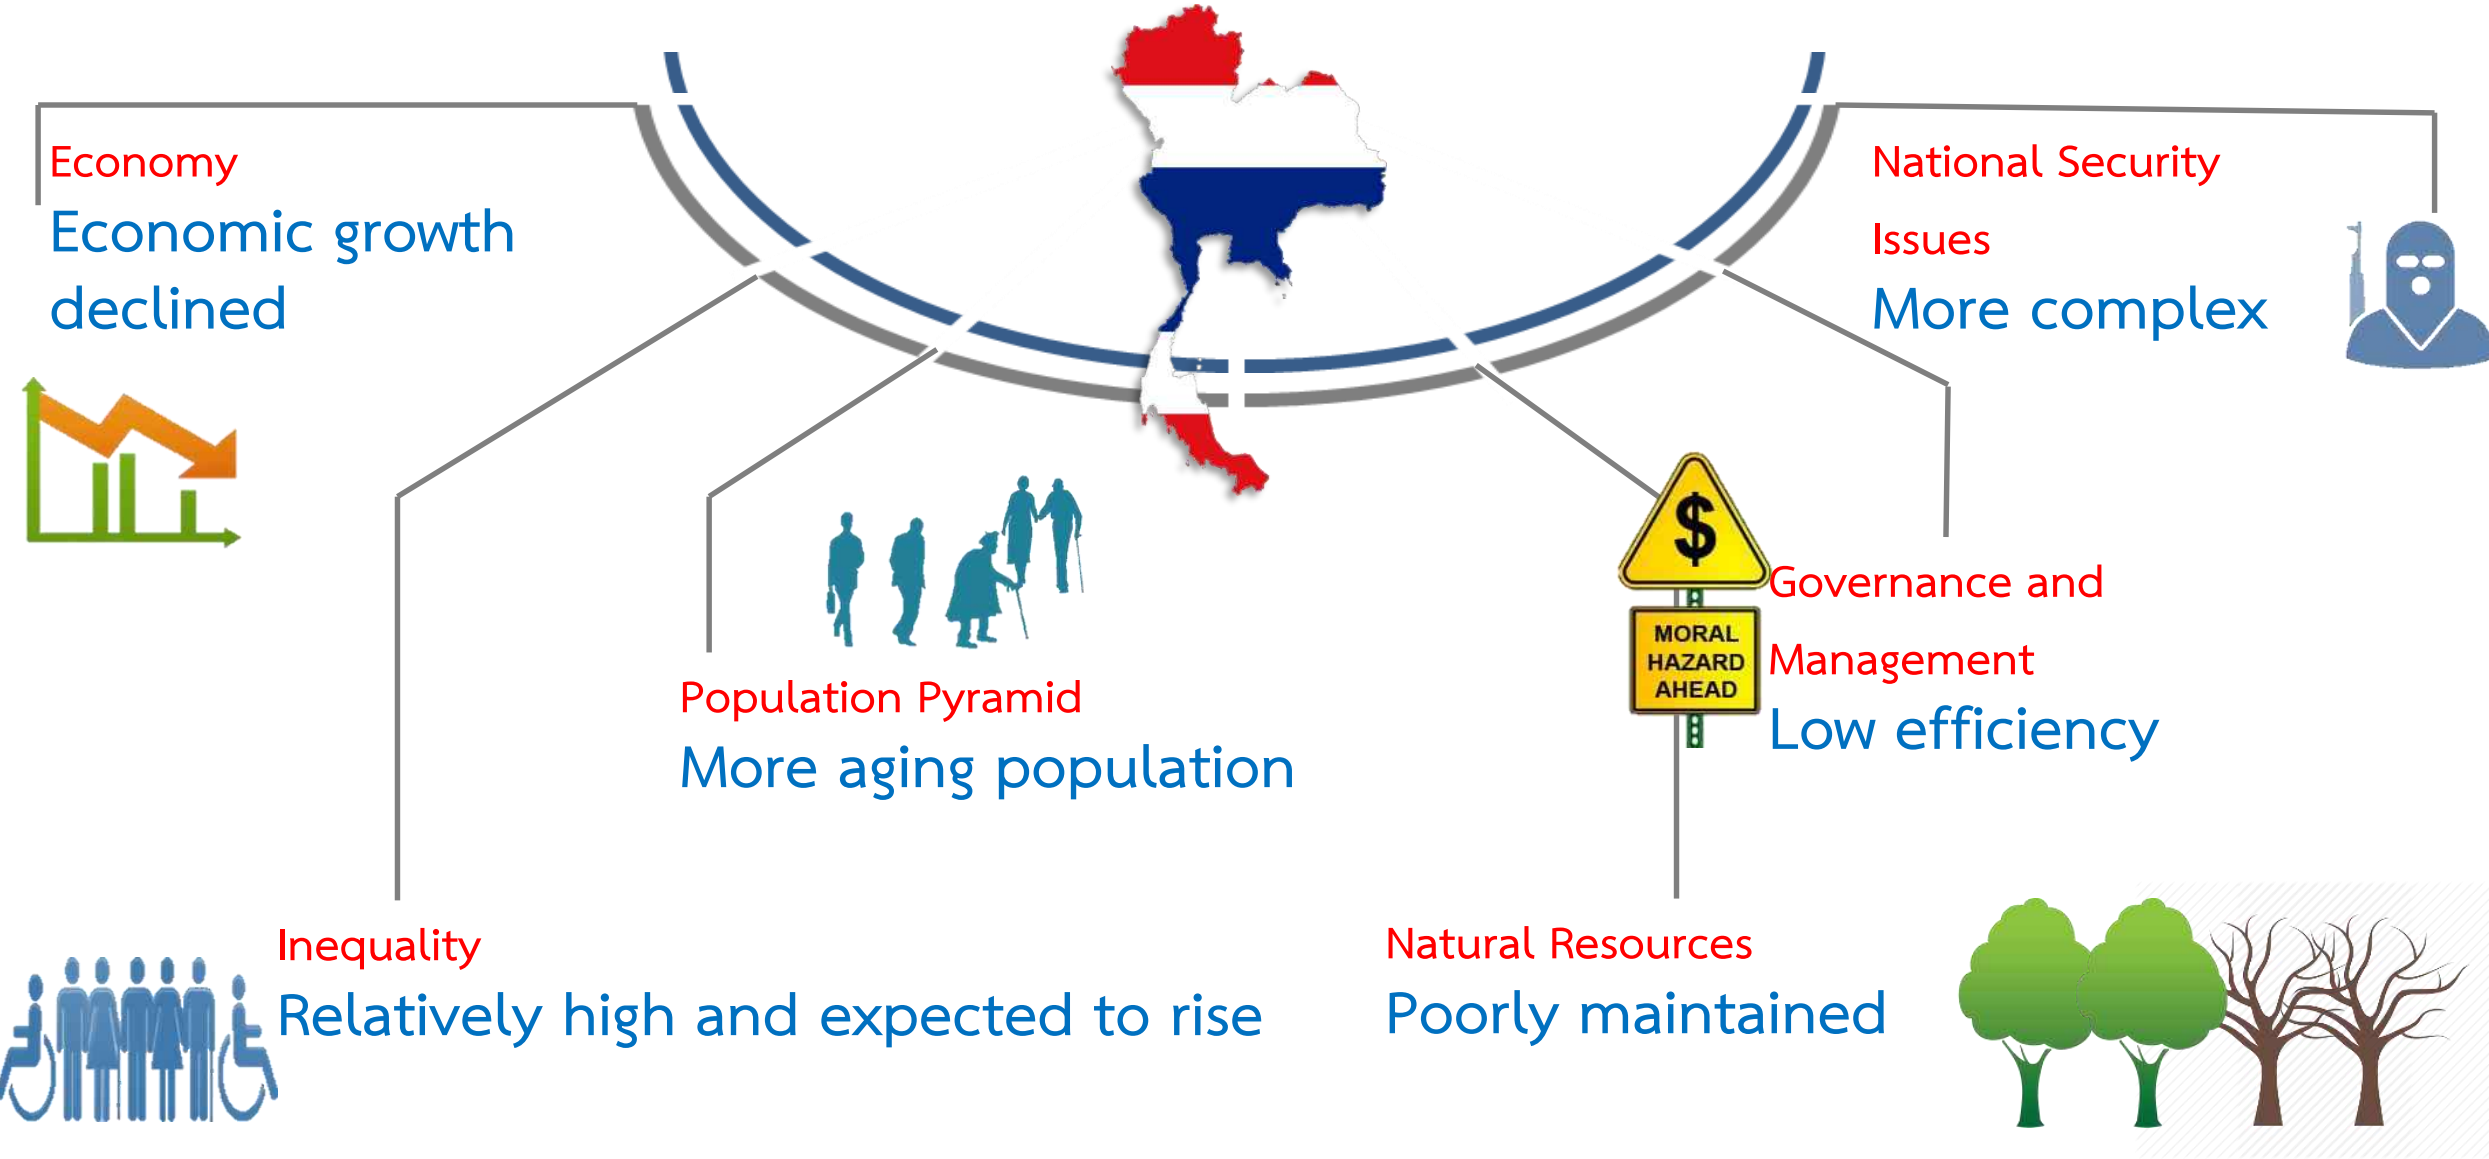 Economy
Economic growth
declined
National Security
Issues
More complex
$
MORAL
HAZARD
AHEAD
Governance and
Management
Low efficiency
Population Pyramid
More aging population
Inequality
Relatively high and expected to rise
Natural Resources
Poorly maintained